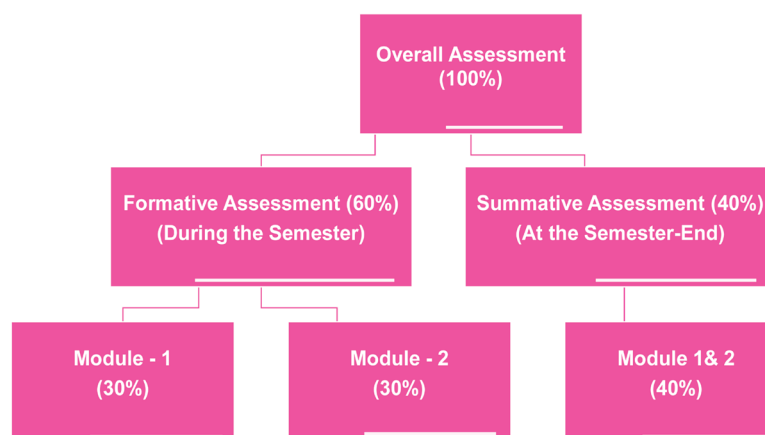 Overall Assessment
(100%)
Formative Assessment (60%)
(During the Semester)
Summative Assessment (40%)
(At the Semester-End)
Module - 1
(30%)
Module - 2
(30%)
Module 1& 2
(40%)